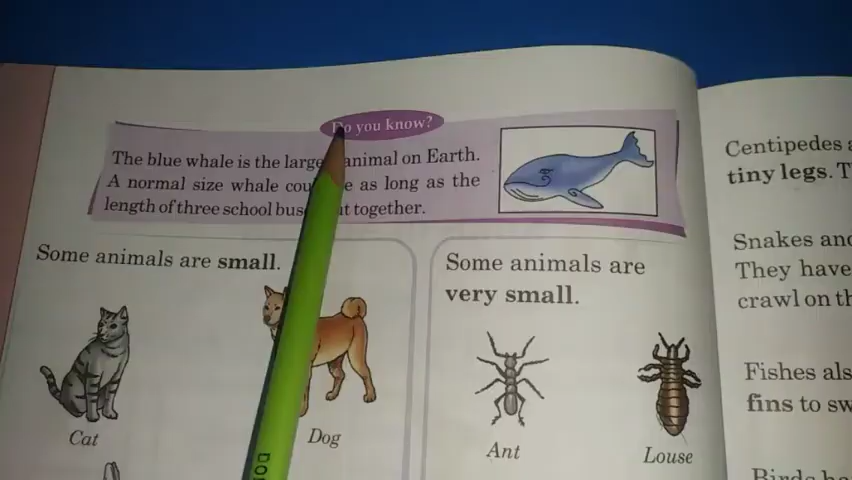 Do you know?
The blue whale is the large animal on Earth.
A normal size whale cou e as long as the
length of three school bus t together.
Some animals are small.
Cat
Dog
Some animals are
very small.
Ant
Louse
Centipedes
tiny legs. T
Snakes and
They have
crawl on th
Fishes als
fins to sw